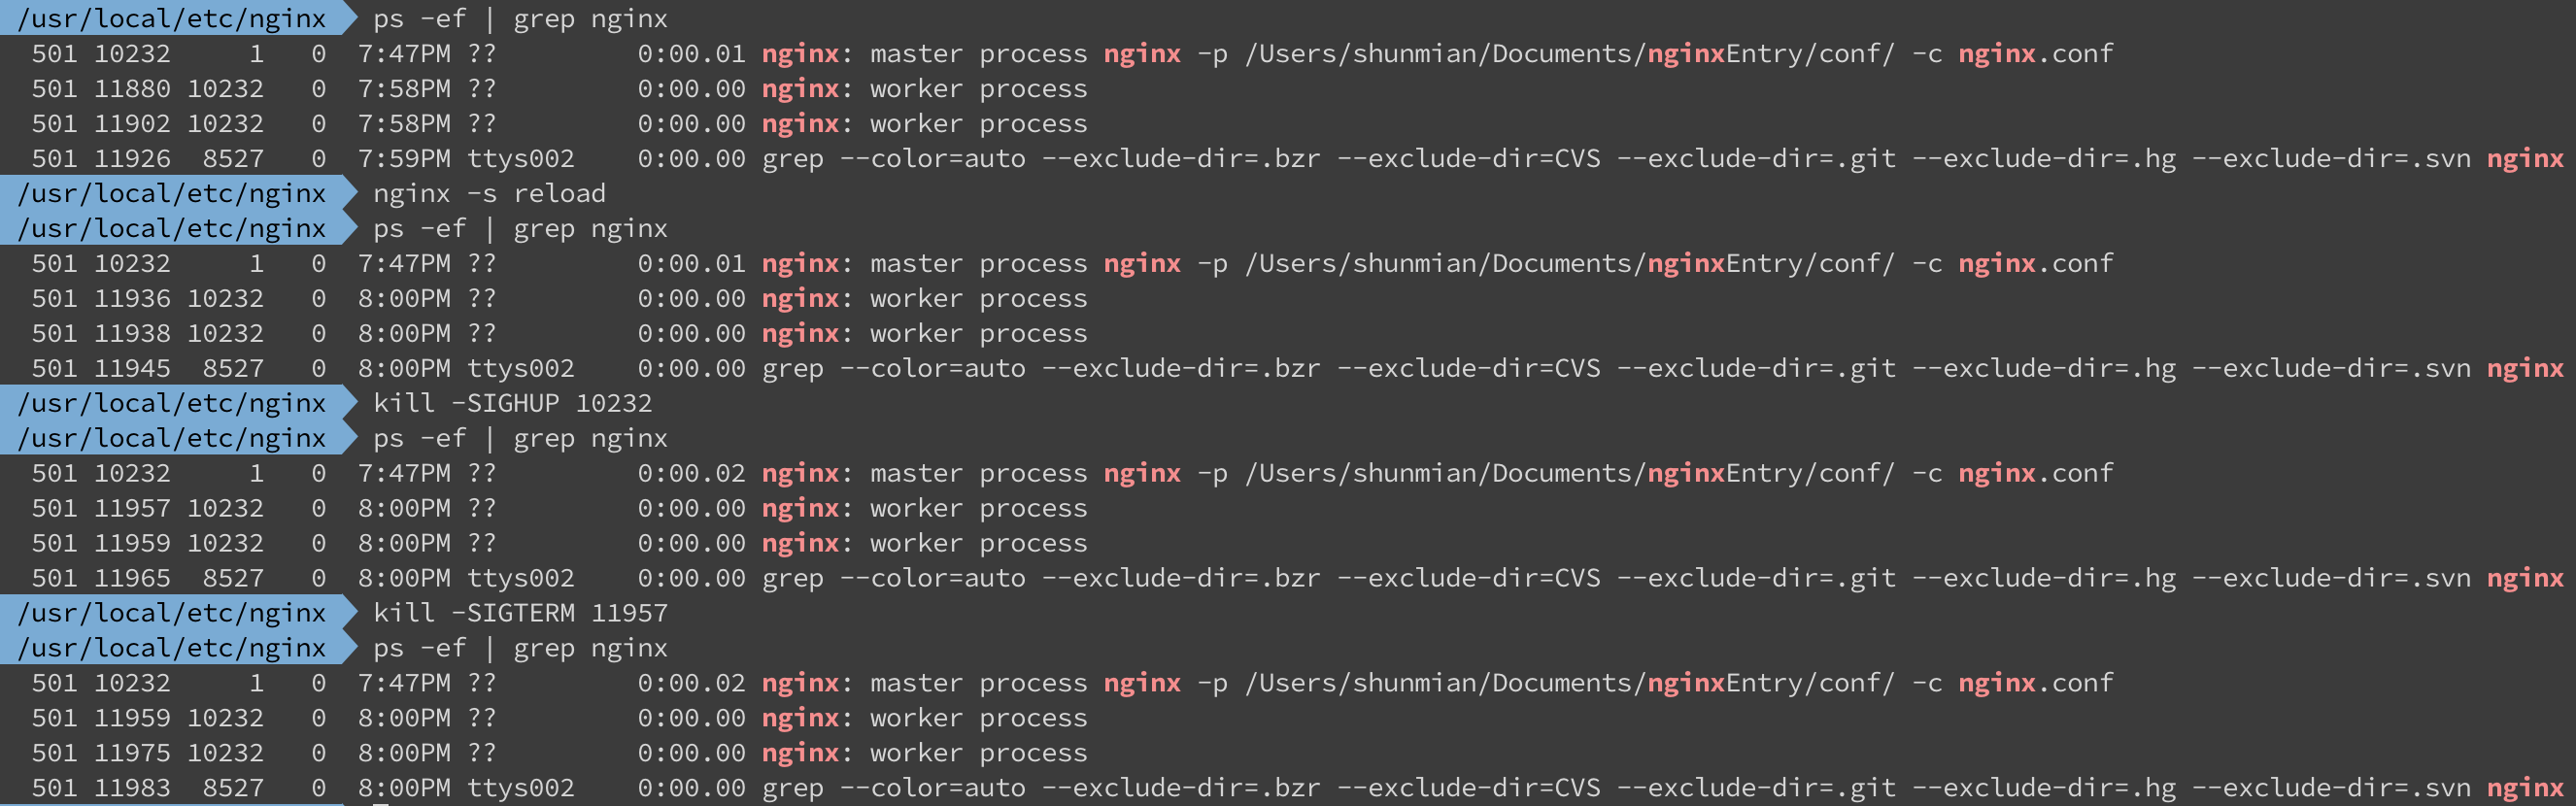 /usr/local/etc/nginx ps -ef | grep nginx
501 10232 1 0 7:47PM ?? 0:00.01 nginx: master process nginx -p /Users/shunmian/Documents/nginxEntry/conf/ -c nginx.conf
501 11880 10232 0 7:58PM ?? 0:00.00 nginx: worker process
501 11902 10232 0 7:58PM ?? 0:00.00 nginx: worker process
501 11926 8527 0 7:59PM ttys002 0:00.00 grep --color=auto --exclude-dir=.bzr --exclude-dir=CVS --exclude-dir=.git --exclude-dir=.hg --exclude-dir=.svn nginx
/usr/local/etc/nginx nginx -s reload
/usr/local/etc/nginx ps -ef | grep nginx
501 10232 1 0 7:47PM ?? 0:00.01 nginx: master process nginx -p /Users/shunmian/Documents/nginxEntry/conf/ -c nginx.conf
501 11936 10232 0 8:00PM ?? 0:00.00 nginx: worker process
501 11938 10232 0 8:00PM ?? 0:00.00 nginx: worker process
501 11945 8527 0 8:00PM ttys002 0:00.00 grep --color=auto --exclude-dir=.bzr --exclude-dir=CVS --exclude-dir=.git --exclude-dir=.hg --exclude-dir=.svn nginx
/usr/local/etc/nginx kill -SIGHUP 10232
/usr/local/etc/nginx ps -ef | grep nginx
501 10232 1 0 7:47PM ?? 0:00.02 nginx: master process nginx -p /Users/shunmian/Documents/nginxEntry/conf/ -c nginx.conf
501 11957 10232 0 8:00PM ?? 0:00.00 nginx: worker process
501 11959 10232 0 8:00PM ?? 0:00.00 nginx: worker process
501 11965 8527 0 8:00PM ttys002 0:00.00 grep --color=auto --exclude-dir=.bzr --exclude-dir=CVS --exclude-dir=.git --exclude-dir=.hg --exclude-dir=.svn nginx
/usr/local/etc/nginx kill -SIGTERM 11957
/usr/local/etc/nginx ps -ef | grep nginx
501 10232 1 0 7:47PM ?? 0:00.02 nginx: master process nginx -p /Users/shunmian/Documents/nginxEntry/conf/ -c nginx.conf
501 11959 10232 0 8:00PM ?? 0:00.00 nginx: worker process
501 11975 10232 0 8:00PM ?? 0:00.00 nginx: worker process
501 11983 8527 0 8:00PM ttys002 0:00.00 grep --color=auto --exclude-dir=.bzr --exclude-dir=CVS --exclude-dir=.git --exclude-dir=.hg --exclude-dir=.svn nginx